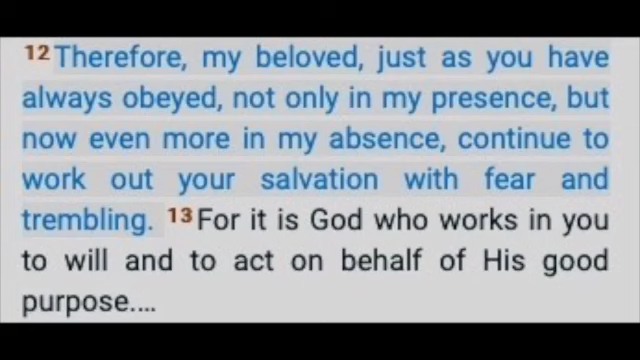 12 Therefore, my beloved, just as you have
always obeyed, not only in my presence, but
now even more in my absence, continue to
work out your salvation with fear and
trembling. 13 For it is God who works in you
to will and to act on behalf of His good
purpose....